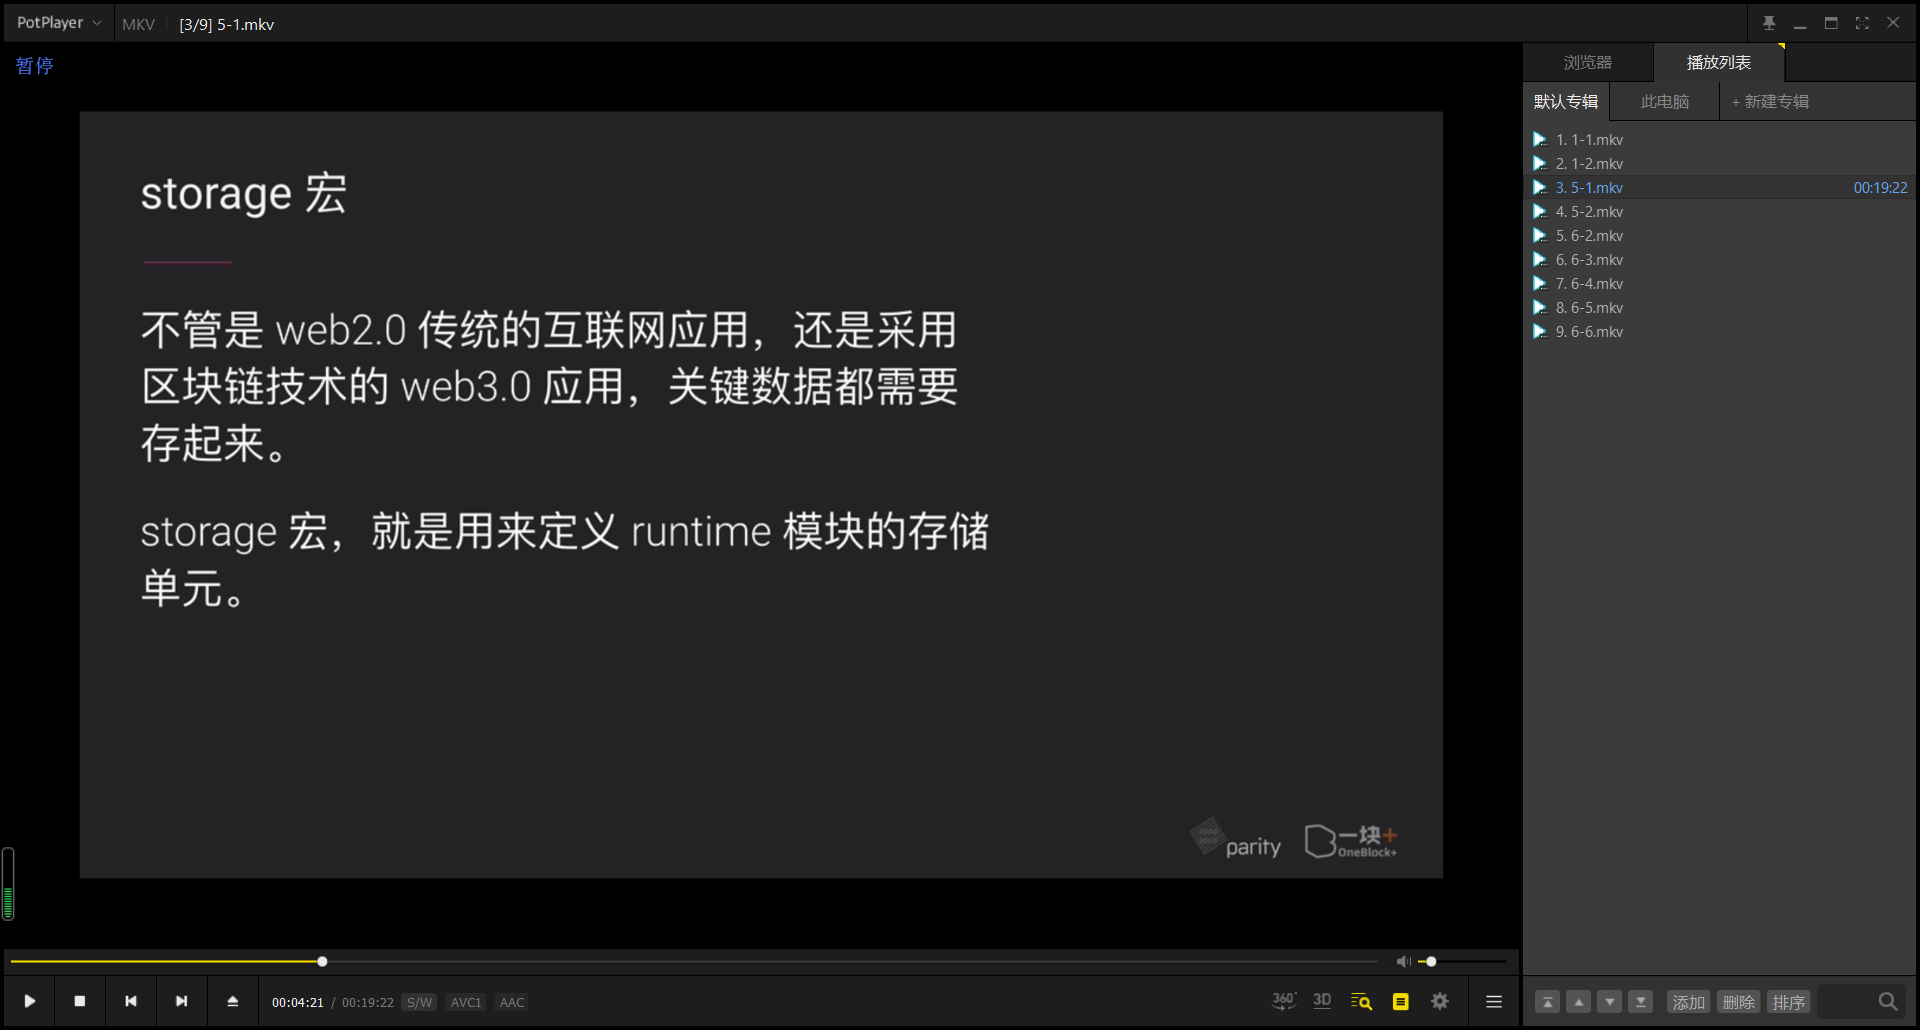 PotPlayer
MKV
[3/9] 5-1.mkv
暂停
storage 宏
不管是 web2.0 传统的互联网应用，还是采用
区块链技术的 web3.0 应用，关键数据都需要
存起来。
storage 宏，就是用来定义 runtime 模块的存储
单元。
parity
一块+
OneBlock+
00:04:21 / 00:19:22 S/W AVC1 AAC
360°
3D
浏览器
播放列表
默认专辑
此电脑
+ 新建专辑
1. 1-1.mkv
2. 1-2.mkv
3. 5-1.mkv 00:19:22
4. 5-2.mkv
5. 6-2.mkv
6. 6-3.mkv
7. 6-4.mkv
8. 6-5.mkv
9. 6-6.mkv
添加
删除
排序